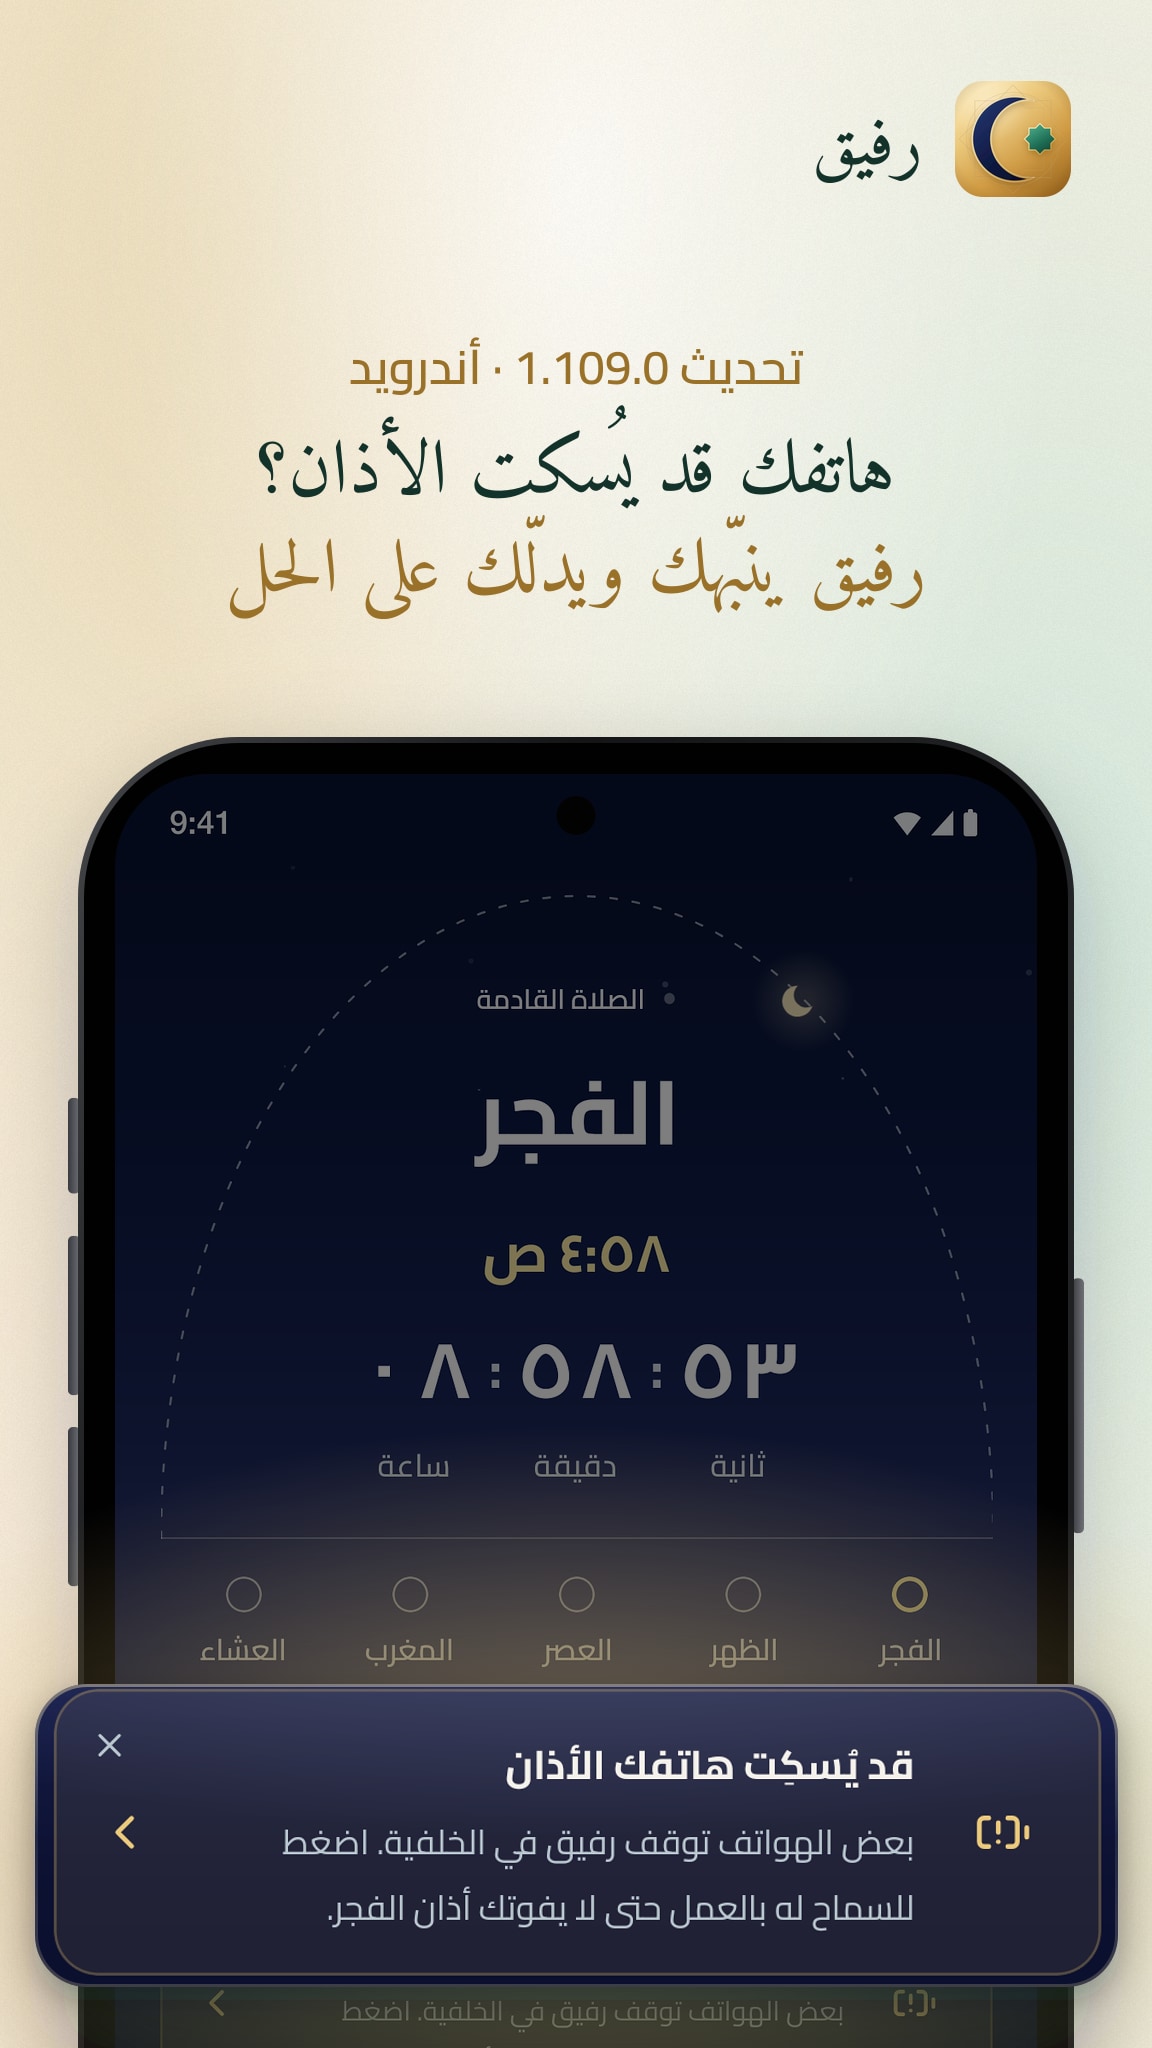 رفيق
تحديث 1.109.0 · أندرويد
هاتفك قد يُسكت الأذان؟
رفيق ينبّهك ويدلّك على الحل
9:41
الصلاة القادمة
الفجر
٤:٥٨ ص
٠٨:٥٨:٥٣
ساعة دقيقة ثانية
الفجر الظهر العصر المغرب العشاء
قد يُسكِت هاتفك الأذان
بعض الهواتف توقف رفيق في الخلفية. اضغط
للسماح له بالعمل حتى لا يفوتك أذان الفجر.
بعض الهواتف توقف رفيق في الخلفية. اضغط